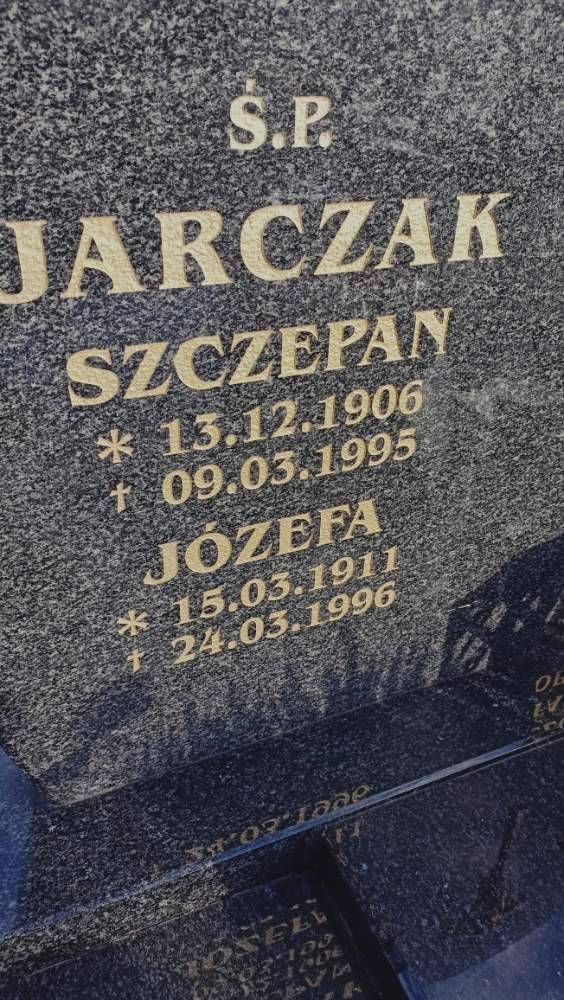 Ś.P.
JARCZAK
SZCZEPAN
* 13.12.1906
† 09.03.1995
JÓZEFA
* 15.03.1911
† 24.03.1996